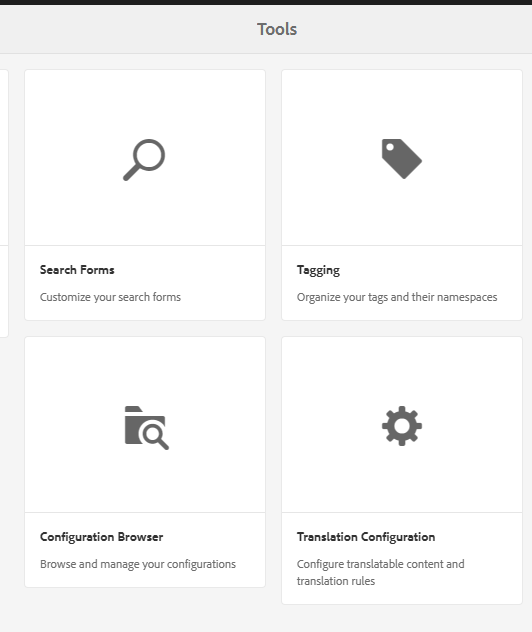 Tools
Search Forms
Customize your search forms
Tagging
Organize your tags and their namespaces
Configuration Browser
Browse and manage your configurations
Translation Configuration
Configure translatable content and
translation rules